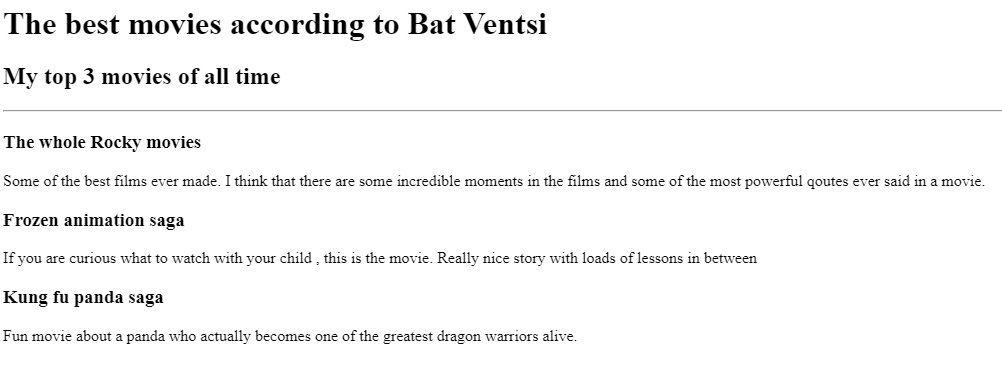 The best movies according to Bat Ventsi
My top 3 movies of all time
The whole Rocky movies
Some of the best films ever made. I think that there are some incredible moments in the films and some of the most powerful qoutes ever said in a movie.
Frozen animation saga
If you are curious what to watch with your child , this is the movie. Really nice story with loads of lessons in between
Kung fu panda saga
Fun movie about a panda who actually becomes one of the greatest dragon warriors alive.